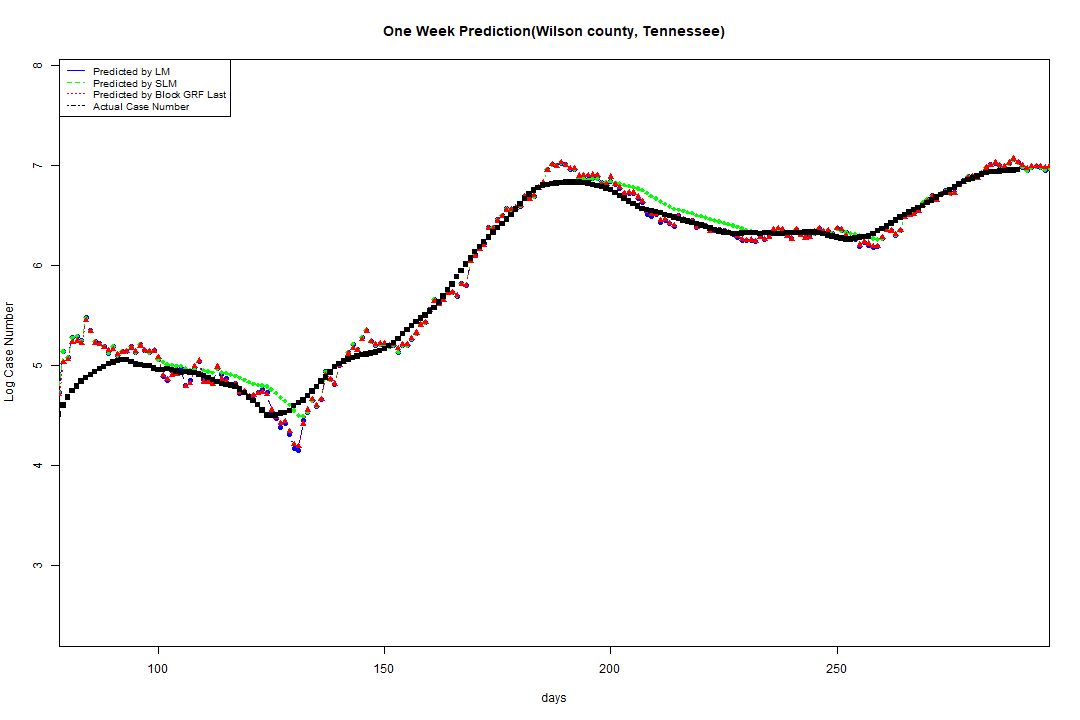 One Week Prediction(Wilson county, Tennessee)
Predicted by LM
Predicted by SLM
Predicted by Block GRF Last
Actual Case Number
8
7
6
5
4
3
Log Case Number
100
150
200
250
days